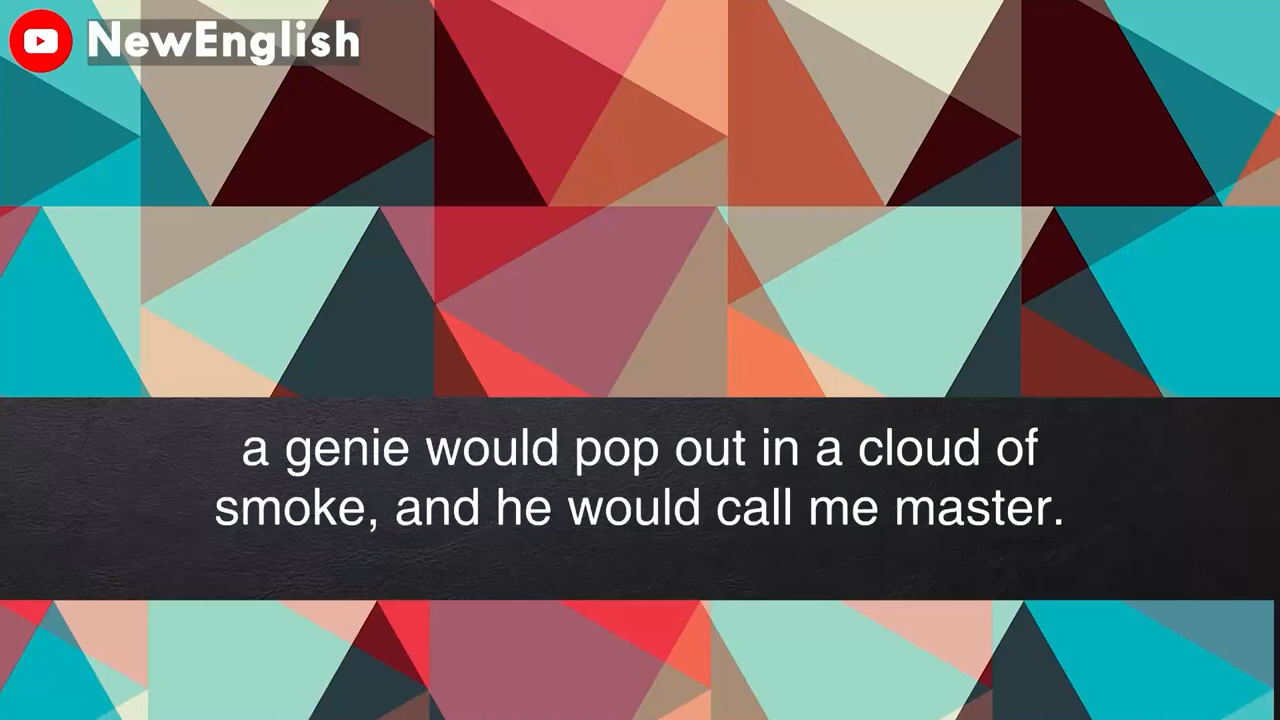 NewEnglish
a genie would pop out in a cloud of
smoke, and he would call me master.